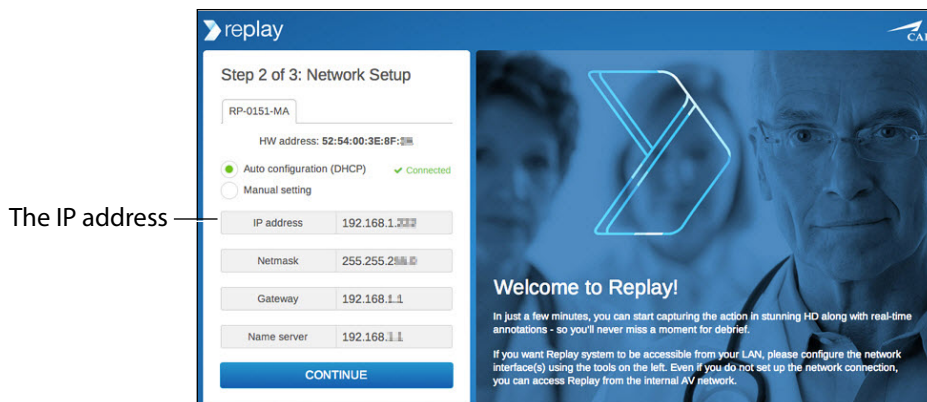 replay
CAE
Step 2 of 3: Network Setup
RP-0151-MA
HW address: 52:54:00:3E:8F:
Auto configuration (DHCP) ✔ Connected
Manual setting
The IP address
IP address 192.168.1.
Netmask 255.255.2
Gateway 192.168.
Name server 192.168.
CONTINUE
Welcome to Replay!
In just a few minutes, you can start capturing the action in stunning HD along with real-time
annotations - so you'll never miss a moment for debrief.
If you want Replay system to be accessible from your LAN, please configure the network
interface(s) using the tools on the left. Even if you do not set up the network connection,
you can access Replay from the internal AV network.